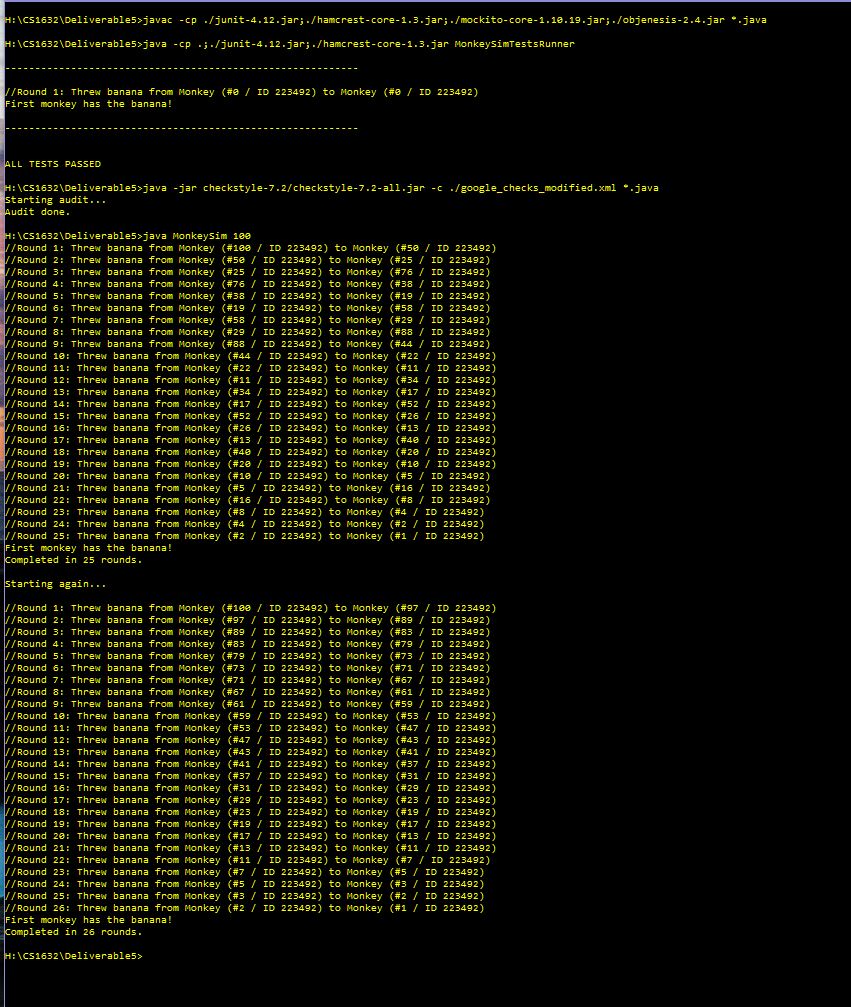 H:\CS1632\Deliverable5>javac -cp ./junit-4.12.jar;./hamcrest-core-1.3.jar;./mockito-core-1.10.19.jar;./objenesis-2.4.jar *.java
H:\CS1632\Deliverable5>java -cp .;./junit-4.12.jar;./hamcrest-core-1.3.jar MonkeySimTestsRunner
-----------------------------------------------------------
//Round 1: Threw banana from Monkey (#0 / ID 223492) to Monkey (#0 / ID 223492)
First monkey has the banana!
-----------------------------------------------------------
ALL TESTS PASSED
H:\CS1632\Deliverable5>java -jar checkstyle-7.2/checkstyle-7.2-all.jar -c ./google_checks_modified.xml *.java
Starting audit...
Audit done.
H:\CS1632\Deliverable5>java MonkeySim 100
//Round 1: Threw banana from Monkey (#100 / ID 223492) to Monkey (#50 / ID 223492)
//Round 2: Threw banana from Monkey (#50 / ID 223492) to Monkey (#25 / ID 223492)
//Round 3: Threw banana from Monkey (#25 / ID 223492) to Monkey (#76 / ID 223492)
//Round 4: Threw banana from Monkey (#76 / ID 223492) to Monkey (#38 / ID 223492)
//Round 5: Threw banana from Monkey (#38 / ID 223492) to Monkey (#19 / ID 223492)
//Round 6: Threw banana from Monkey (#19 / ID 223492) to Monkey (#58 / ID 223492)
//Round 7: Threw banana from Monkey (#58 / ID 223492) to Monkey (#29 / ID 223492)
//Round 8: Threw banana from Monkey (#29 / ID 223492) to Monkey (#88 / ID 223492)
//Round 9: Threw banana from Monkey (#88 / ID 223492) to Monkey (#44 / ID 223492)
//Round 10: Threw banana from Monkey (#44 / ID 223492) to Monkey (#22 / ID 223492)
//Round 11: Threw banana from Monkey (#22 / ID 223492) to Monkey (#11 / ID 223492)
//Round 12: Threw banana from Monkey (#11 / ID 223492) to Monkey (#34 / ID 223492)
//Round 13: Threw banana from Monkey (#34 / ID 223492) to Monkey (#17 / ID 223492)
//Round 14: Threw banana from Monkey (#17 / ID 223492) to Monkey (#52 / ID 223492)
//Round 15: Threw banana from Monkey (#52 / ID 223492) to Monkey (#26 / ID 223492)
//Round 16: Threw banana from Monkey (#26 / ID 223492) to Monkey (#13 / ID 223492)
//Round 17: Threw banana from Monkey (#13 / ID 223492) to Monkey (#40 / ID 223492)
//Round 18: Threw banana from Monkey (#40 / ID 223492) to Monkey (#20 / ID 223492)
//Round 19: Threw banana from Monkey (#20 / ID 223492) to Monkey (#10 / ID 223492)
//Round 20: Threw banana from Monkey (#10 / ID 223492) to Monkey (#5 / ID 223492)
//Round 21: Threw banana from Monkey (#5 / ID 223492) to Monkey (#16 / ID 223492)
//Round 22: Threw banana from Monkey (#16 / ID 223492) to Monkey (#8 / ID 223492)
//Round 23: Threw banana from Monkey (#8 / ID 223492) to Monkey (#4 / ID 223492)
//Round 24: Threw banana from Monkey (#4 / ID 223492) to Monkey (#2 / ID 223492)
//Round 25: Threw banana from Monkey (#2 / ID 223492) to Monkey (#1 / ID 223492)
First monkey has the banana!
Completed in 25 rounds.
Starting again...
//Round 1: Threw banana from Monkey (#100 / ID 223492) to Monkey (#97 / ID 223492)
//Round 2: Threw banana from Monkey (#97 / ID 223492) to Monkey (#89 / ID 223492)
//Round 3: Threw banana from Monkey (#89 / ID 223492) to Monkey (#83 / ID 223492)
//Round 4: Threw banana from Monkey (#83 / ID 223492) to Monkey (#79 / ID 223492)
//Round 5: Threw banana from Monkey (#79 / ID 223492) to Monkey (#73 / ID 223492)
//Round 6: Threw banana from Monkey (#73 / ID 223492) to Monkey (#71 / ID 223492)
//Round 7: Threw banana from Monkey (#71 / ID 223492) to Monkey (#67 / ID 223492)
//Round 8: Threw banana from Monkey (#67 / ID 223492) to Monkey (#61 / ID 223492)
//Round 9: Threw banana from Monkey (#61 / ID 223492) to Monkey (#59 / ID 223492)
//Round 10: Threw banana from Monkey (#59 / ID 223492) to Monkey (#53 / ID 223492)
//Round 11: Threw banana from Monkey (#53 / ID 223492) to Monkey (#47 / ID 223492)
//Round 12: Threw banana from Monkey (#47 / ID 223492) to Monkey (#43 / ID 223492)
//Round 13: Threw banana from Monkey (#43 / ID 223492) to Monkey (#41 / ID 223492)
//Round 14: Threw banana from Monkey (#41 / ID 223492) to Monkey (#37 / ID 223492)
//Round 15: Threw banana from Monkey (#37 / ID 223492) to Monkey (#31 / ID 223492)
//Round 16: Threw banana from Monkey (#31 / ID 223492) to Monkey (#29 / ID 223492)
//Round 17: Threw banana from Monkey (#29 / ID 223492) to Monkey (#23 / ID 223492)
//Round 18: Threw banana from Monkey (#23 / ID 223492) to Monkey (#19 / ID 223492)
//Round 19: Threw banana from Monkey (#19 / ID 223492) to Monkey (#17 / ID 223492)
//Round 20: Threw banana from Monkey (#17 / ID 223492) to Monkey (#13 / ID 223492)
//Round 21: Threw banana from Monkey (#13 / ID 223492) to Monkey (#11 / ID 223492)
//Round 22: Threw banana from Monkey (#11 / ID 223492) to Monkey (#7 / ID 223492)
//Round 23: Threw banana from Monkey (#7 / ID 223492) to Monkey (#5 / ID 223492)
//Round 24: Threw banana from Monkey (#5 / ID 223492) to Monkey (#3 / ID 223492)
//Round 25: Threw banana from Monkey (#3 / ID 223492) to Monkey (#2 / ID 223492)
//Round 26: Threw banana from Monkey (#2 / ID 223492) to Monkey (#1 / ID 223492)
First monkey has the banana!
Completed in 26 rounds.
H:\CS1632\Deliverable5>